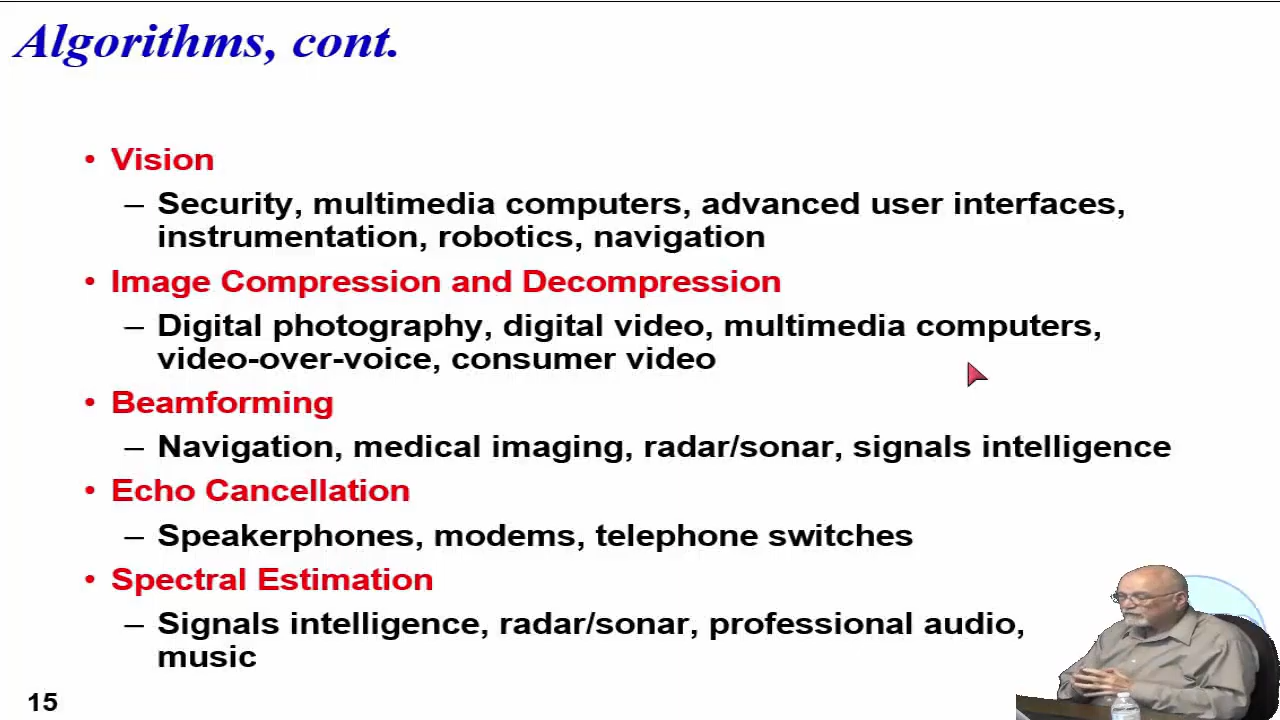 Algorithms, cont.
• Vision
– Security, multimedia computers, advanced user interfaces,
instrumentation, robotics, navigation
• Image Compression and Decompression
– Digital photography, digital video, multimedia computers,
video-over-voice, consumer video
• Beamforming
– Navigation, medical imaging, radar/sonar, signals intelligence
• Echo Cancellation
– Speakerphones, modems, telephone switches
• Spectral Estimation
– Signals intelligence, radar/sonar, professional audio,
music
15